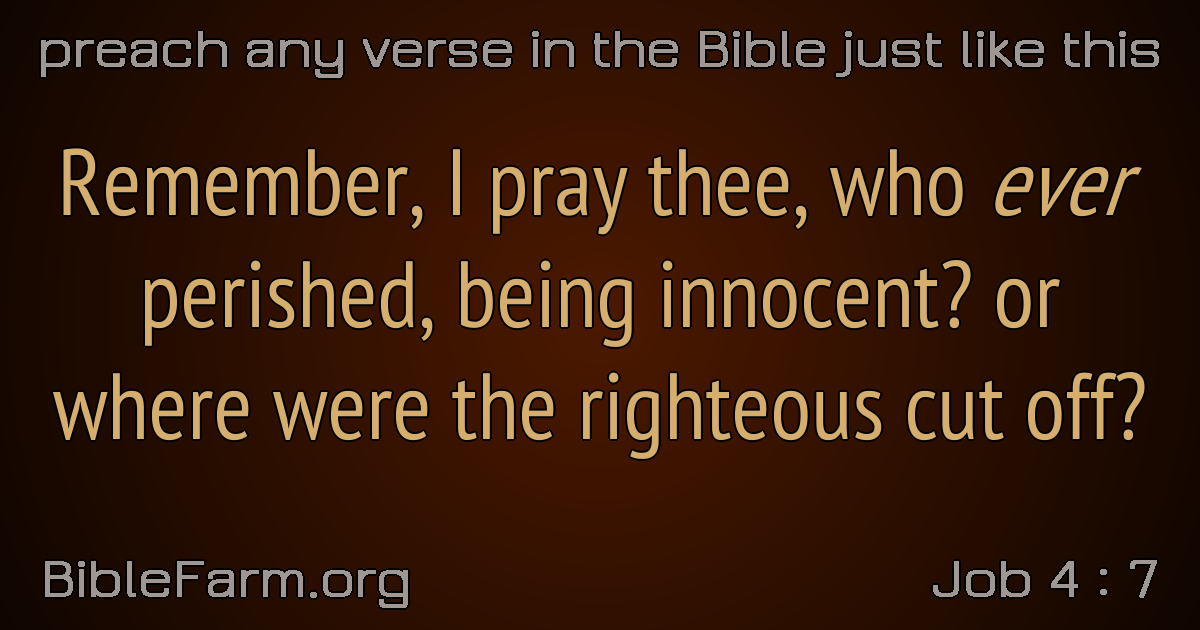 preach any verse in the Bible just like this
Remember, I pray thee, who ever
perished, being innocent? or
where were the righteous cut off?
BibleFarm.org
Job 4 : 7